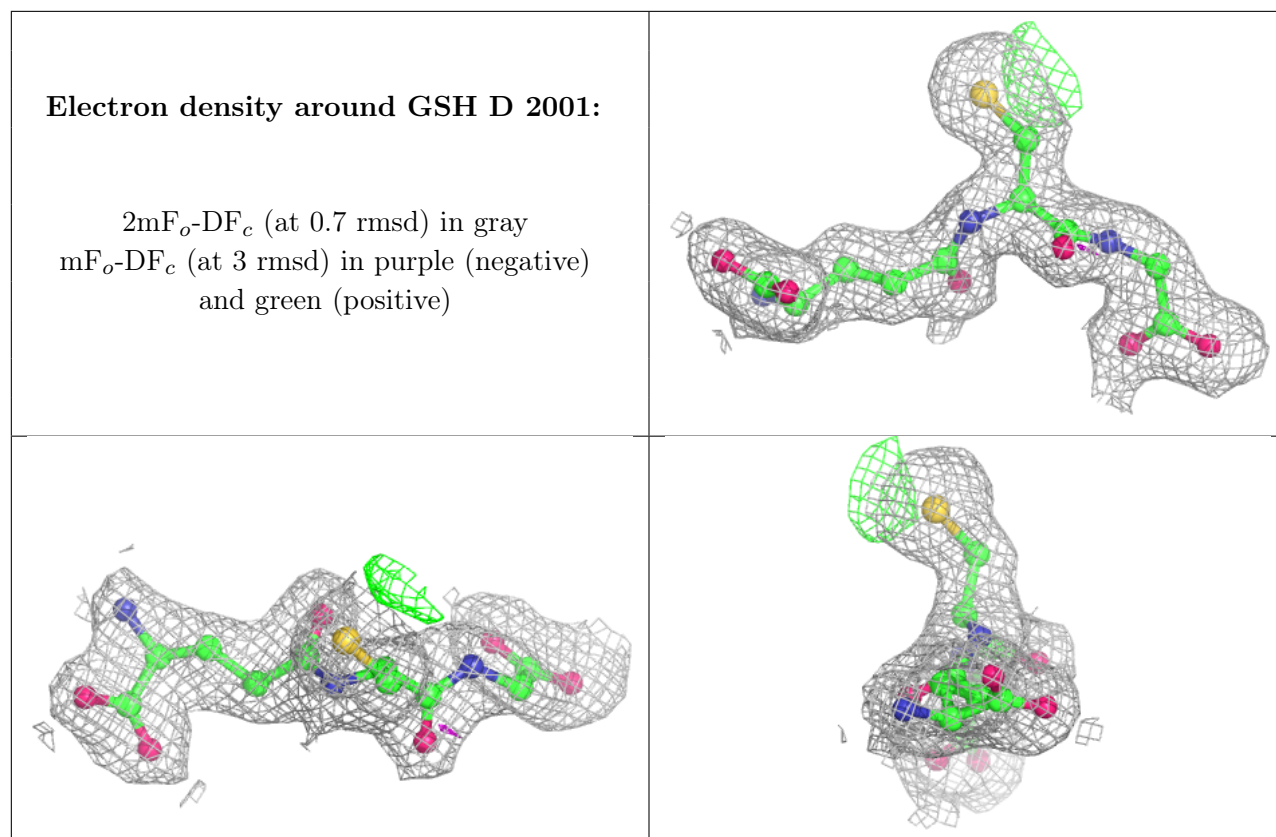 Electron density around GSH D 2001:
2mFo-DFc (at 0.7 rmsd) in gray
mFo-DFc (at 3 rmsd) in purple (negative)
and green (positive)